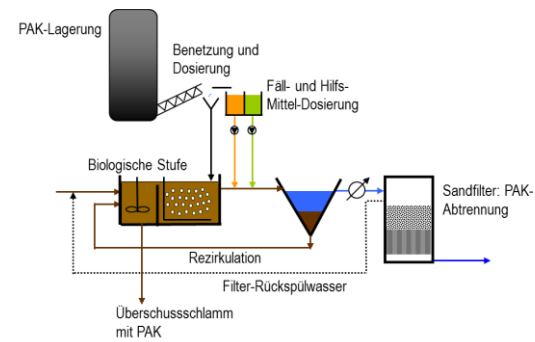 PAK-Lagerung
Benetzung und
Dosierung
Fäll- und Hilfs-
Mittel-Dosierung
Biologische Stufe
Sandfilter: PAK-
Abtrennung
Rezirkulation
Filter-Rückspülwasser
Überschussschlamm
mit PAK